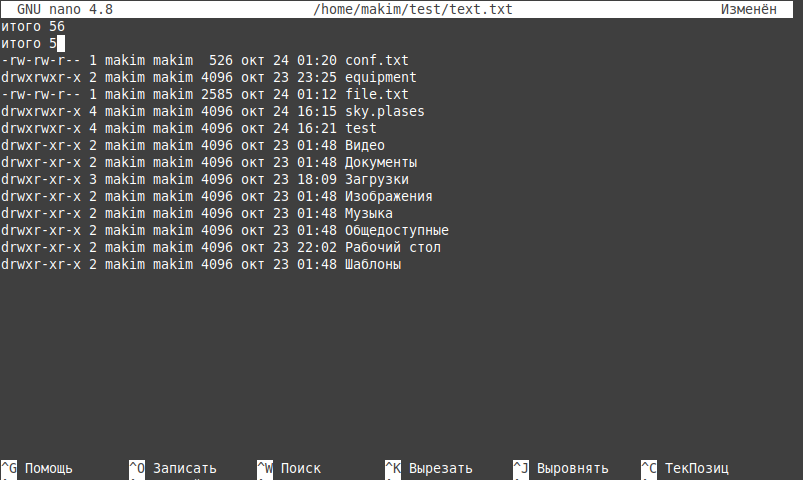 GNU nano 4.8 /home/makim/test/text.txt Изменён
итого 56
итого 5
-rw-rw-r-- 1 makim makim  526 окт 24 01:20 conf.txt
drwxrwxr-x 2 makim makim 4096 окт 23 23:25 equipment
-rw-rw-r-- 1 makim makim 2585 окт 24 01:12 file.txt
drwxrwxr-x 4 makim makim 4096 окт 24 16:15 sky.plases
drwxrwxr-x 4 makim makim 4096 окт 24 16:21 test
drwxr-xr-x 2 makim makim 4096 окт 23 01:48 Видео
drwxr-xr-x 2 makim makim 4096 окт 23 01:48 Документы
drwxr-xr-x 3 makim makim 4096 окт 23 18:09 Загрузки
drwxr-xr-x 2 makim makim 4096 окт 23 01:48 Изображения
drwxr-xr-x 2 makim makim 4096 окт 23 01:48 Музыка
drwxr-xr-x 2 makim makim 4096 окт 23 01:48 Общедоступные
drwxr-xr-x 2 makim makim 4096 окт 23 22:02 Рабочий стол
drwxr-xr-x 2 makim makim 4096 окт 23 01:48 Шаблоны
^G Помощь ^O Записать ^W Поиск ^K Вырезать ^J Выровнять ^C ТекПозиц